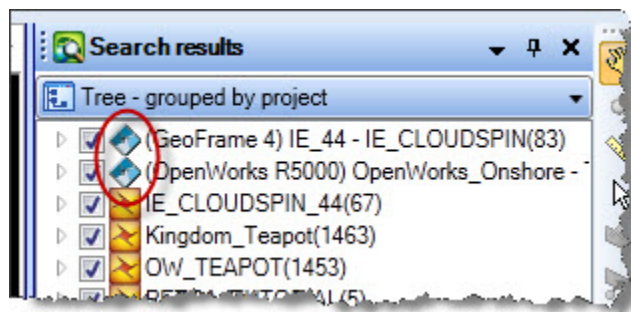 Search results
Tree - grouped by project
(GeoFrame 4) IE_44 - IE_CLOUDSPIN(83)
(OpenWorks R5000) OpenWorks_Onshore -
IE_CLOUDSPIN_44(67)
Kingdom_Teapot(1463)
OW_TEAPOT(1453)